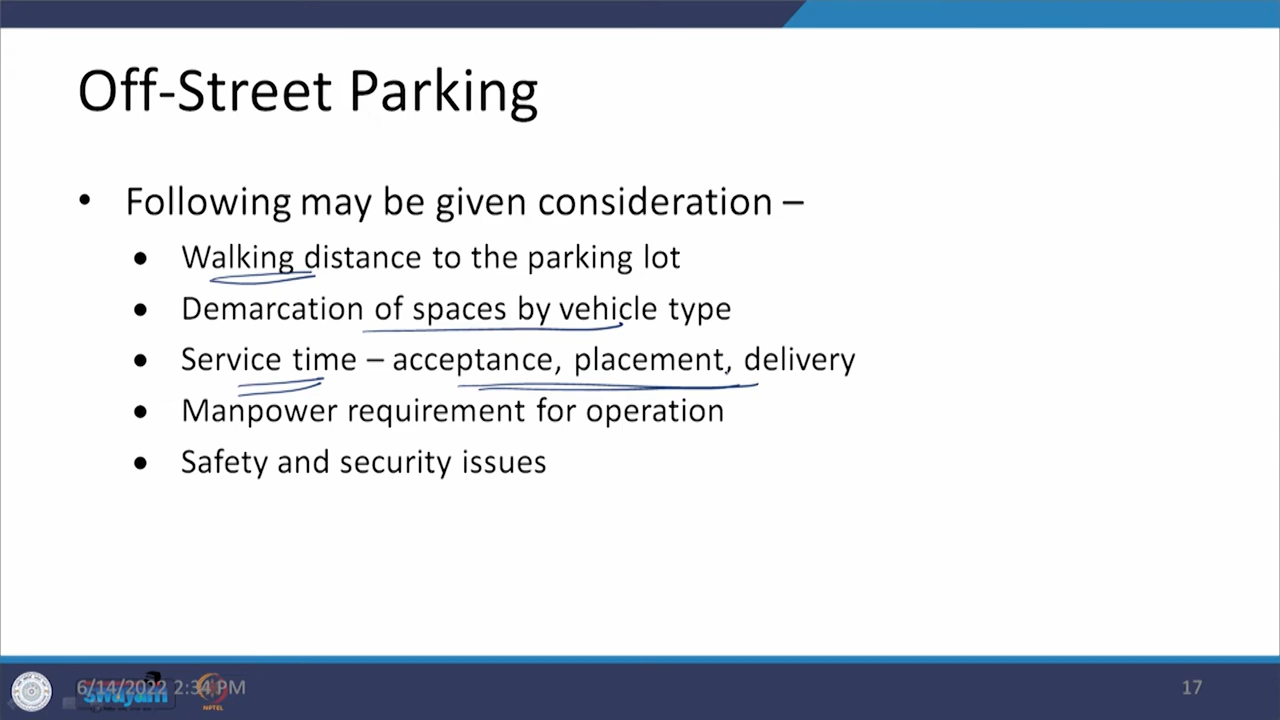 Off-Street Parking
• Following may be given consideration –
• Walking distance to the parking lot
• Demarcation of spaces by vehicle type
• Service time – acceptance, placement, delivery
• Manpower requirement for operation
• Safety and security issues
6/14/2022 2:34 PM
swayam
NPTEL
17